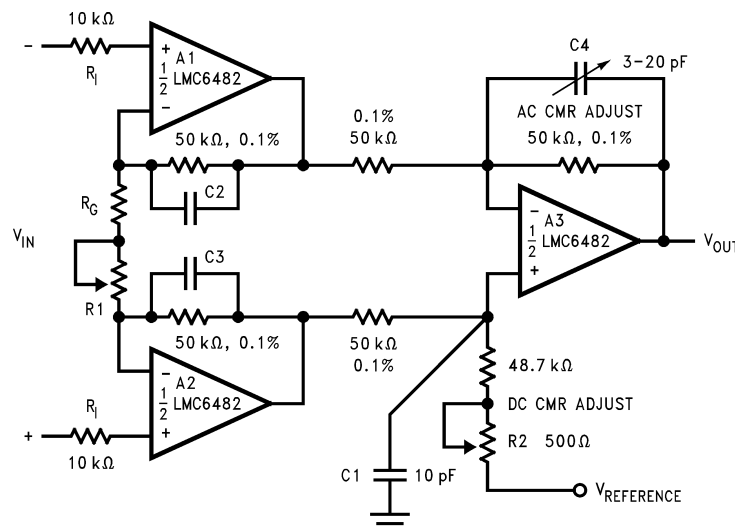 10 kΩ
−
R_I
+
A1
1/2 LMC6482
−
50 kΩ, 0.1%
C2
R_G
V_IN
R1
C3
50 kΩ, 0.1%
−
A2
1/2 LMC6482
+
R_I
+
10 kΩ
0.1%
50 kΩ
50 kΩ
0.1%
C4
3-20 pF
AC CMR ADJUST
50 kΩ, 0.1%
−
A3
1/2 LMC6482
+
V_OUT
48.7 kΩ
DC CMR ADJUST
R2 500Ω
C1
10 pF
V_REFERENCE